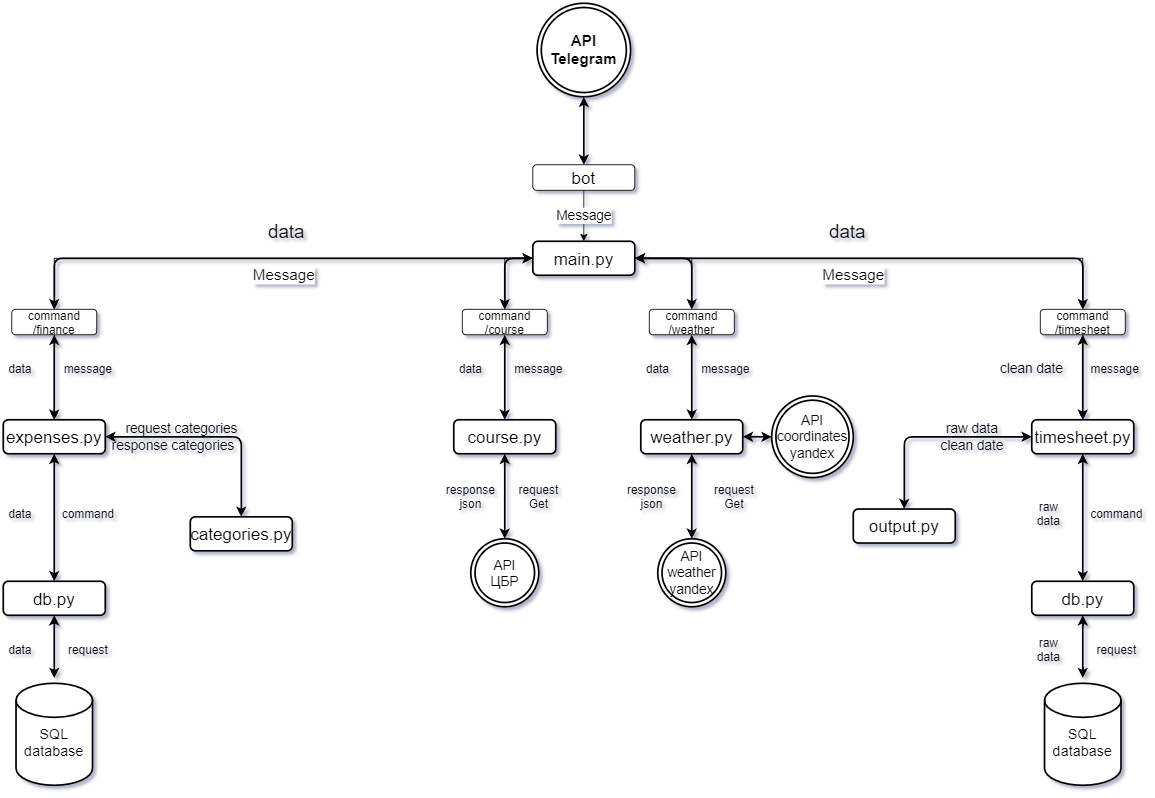 API
Telegram
bot
Message
data
data
main.py
Message
Message
command
/finance
command
/course
command
/weather
command
/timesheet
data
message
data
message
data
message
clean date
message
expenses.py
request categories
response categories
course.py
weather.py
API
coordinates
yandex
raw data
clean date
timesheet.py
data
command
categories.py
response
json
request
Get
response
json
request
Get
output.py
raw
data
command
API
ЦБР
API
weather
yandex
db.py
db.py
data
request
raw
data
request
SQL
database
SQL
database